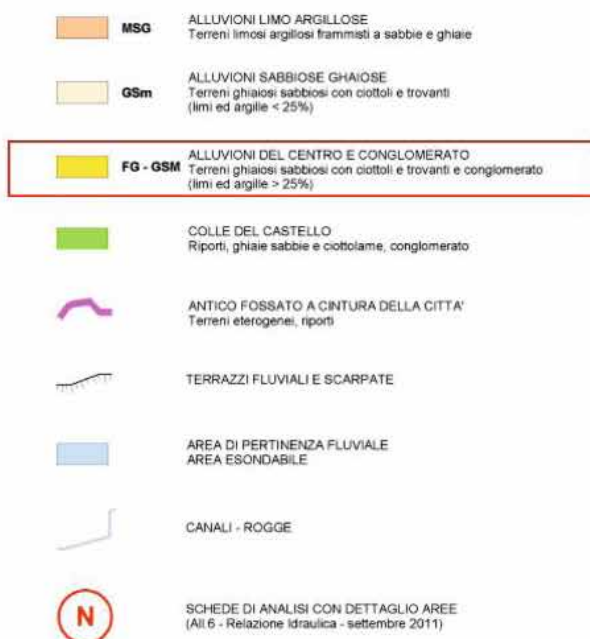 MSG
ALLUVIONI LIMO ARGILLOSE
Terreni limosi argillosi frammisti a sabbie e ghiaie
GSm
ALLUVIONI SABBIOSE GHAIOSE
Terreni ghiaiosi sabbiosi con ciottoli e trovanti
(limi ed argille < 25%)
FG - GSM
ALLUVIONI DEL CENTRO E CONGLOMERATO
Terreni ghiaiosi sabbiosi con ciottoli e trovanti e conglomerato
(limi ed argille > 25%)
COLLE DEL CASTELLO
Riporti, ghiaie sabbie e ciottolame, conglomerato
ANTICO FOSSATO A CINTURA DELLA CITTA'
Terreni eterogenei, riporti
TERRAZZI FLUVIALI E SCARPATE
AREA DI PERTINENZA FLUVIALE
AREA ESONDABILE
CANALI - ROGGE
N
SCHEDE DI ANALISI CON DETTAGLIO AREE
(All.6 - Relazione Idraulica - settembre 2011)